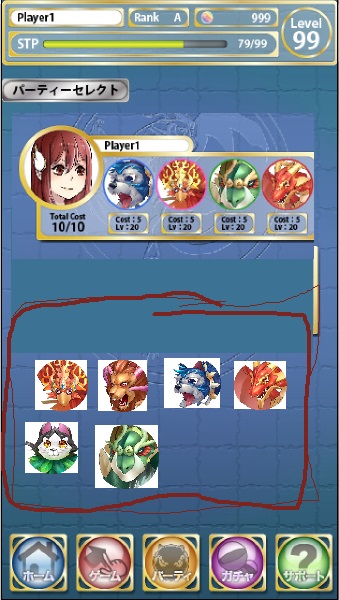 Player1 Rank A 999 Level 99
STP 79/99
パーティーセレクト
Player1
Total Cost
10/10
Cost : 5 Cost : 5 Cost : 5 Cost : 5
Lv : 20 Lv : 20 Lv : 20 Lv : 20
ホーム ゲーム パーティ ガチャ サポート